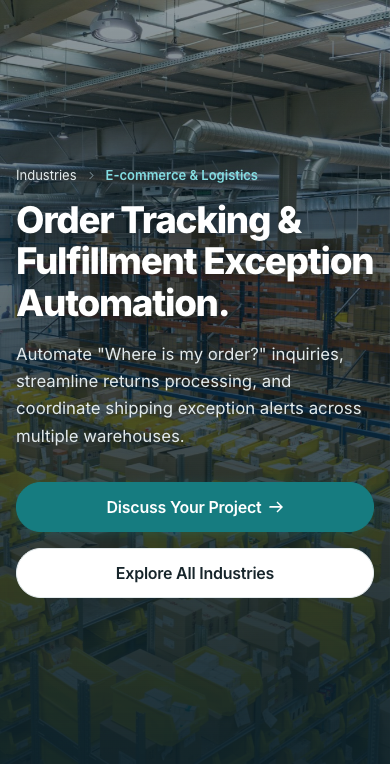 Industries > E-commerce & Logistics
Order Tracking &
Fulfillment Exception
Automation.
Automate "Where is my order?" inquiries,
streamline returns processing, and
coordinate shipping exception alerts across
multiple warehouses.
Discuss Your Project →
Explore All Industries